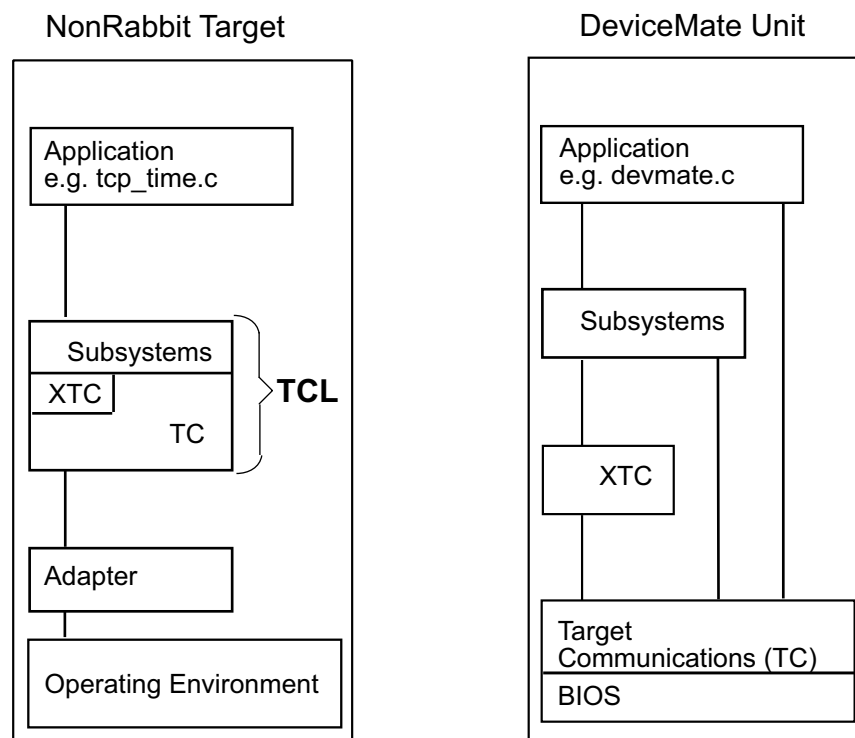 NonRabbit Target
Application
e.g. tcp_time.c
Subsystems
XTC
TC
TCL
Adapter
Operating Environment
DeviceMate Unit
Application
e.g. devmate.c
Subsystems
XTC
Target
Communications (TC)
BIOS